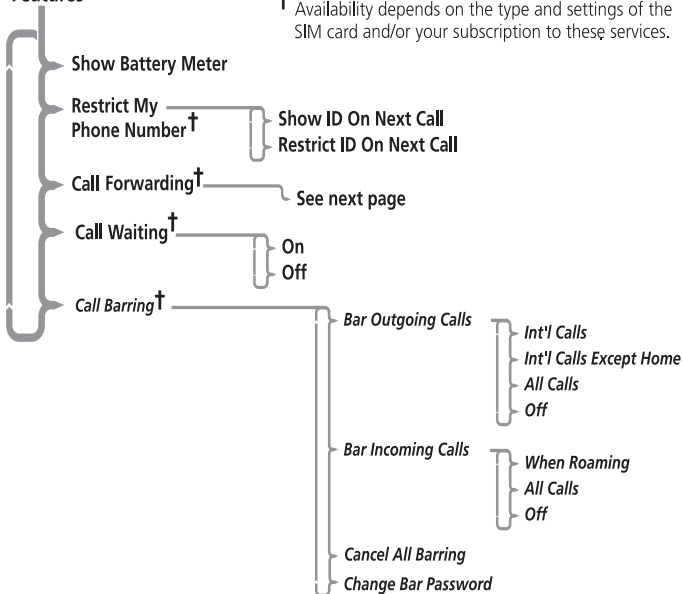 Features
† Availability depends on the type and settings of the
SIM card and/or your subscription to these services.
Show Battery Meter
Restrict My
Phone Number†
Show ID On Next Call
Restrict ID On Next Call
Call Forwarding†
See next page
Call Waiting†
On
Off
Call Barring†
Bar Outgoing Calls
Int'l Calls
Int'l Calls Except Home
All Calls
Off
Bar Incoming Calls
When Roaming
All Calls
Off
Cancel All Barring
Change Bar Password